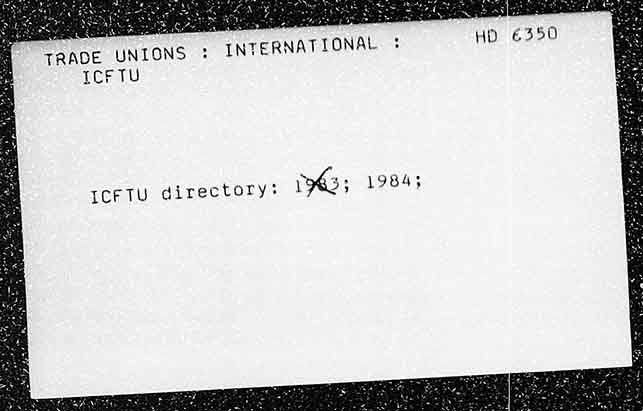 TRADE UNIONS : INTERNATIONAL : HD 6350
ICFTU
ICFTU directory: 1983; 1984;